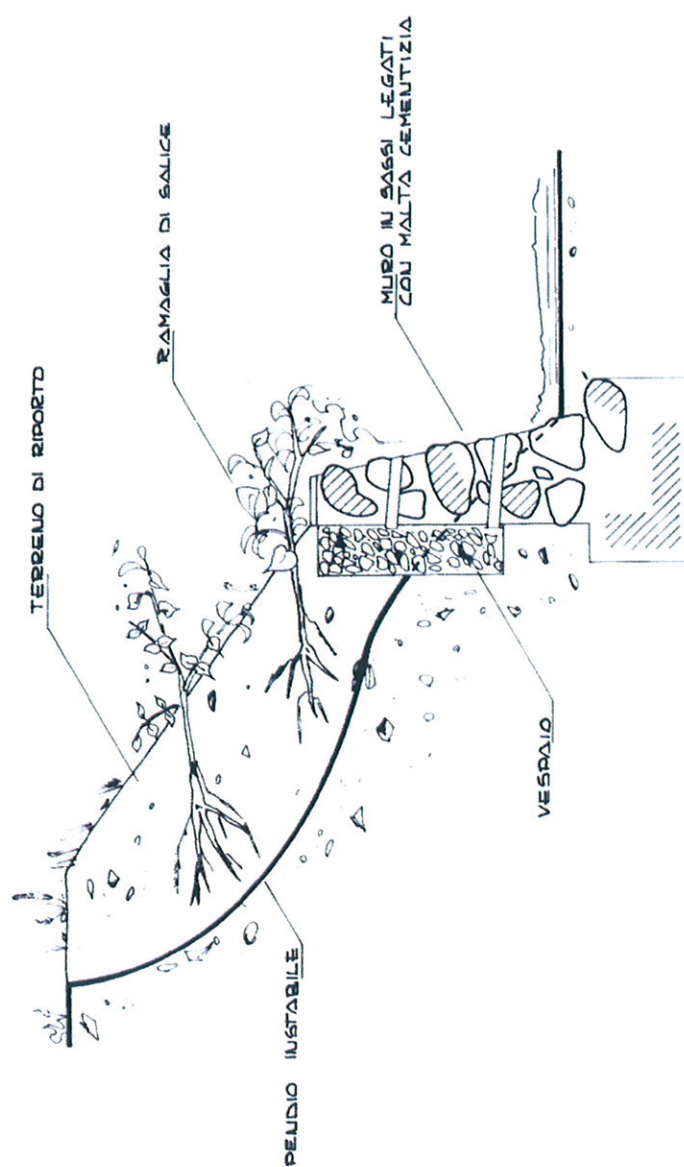 TERRENO DI RIPORTO
RAMAGLIA DI SALICE
MURO IN SASSI LEGATI
CON MALTA CEMENTIZIA
PENDIO INSTABILE
VESPAIO